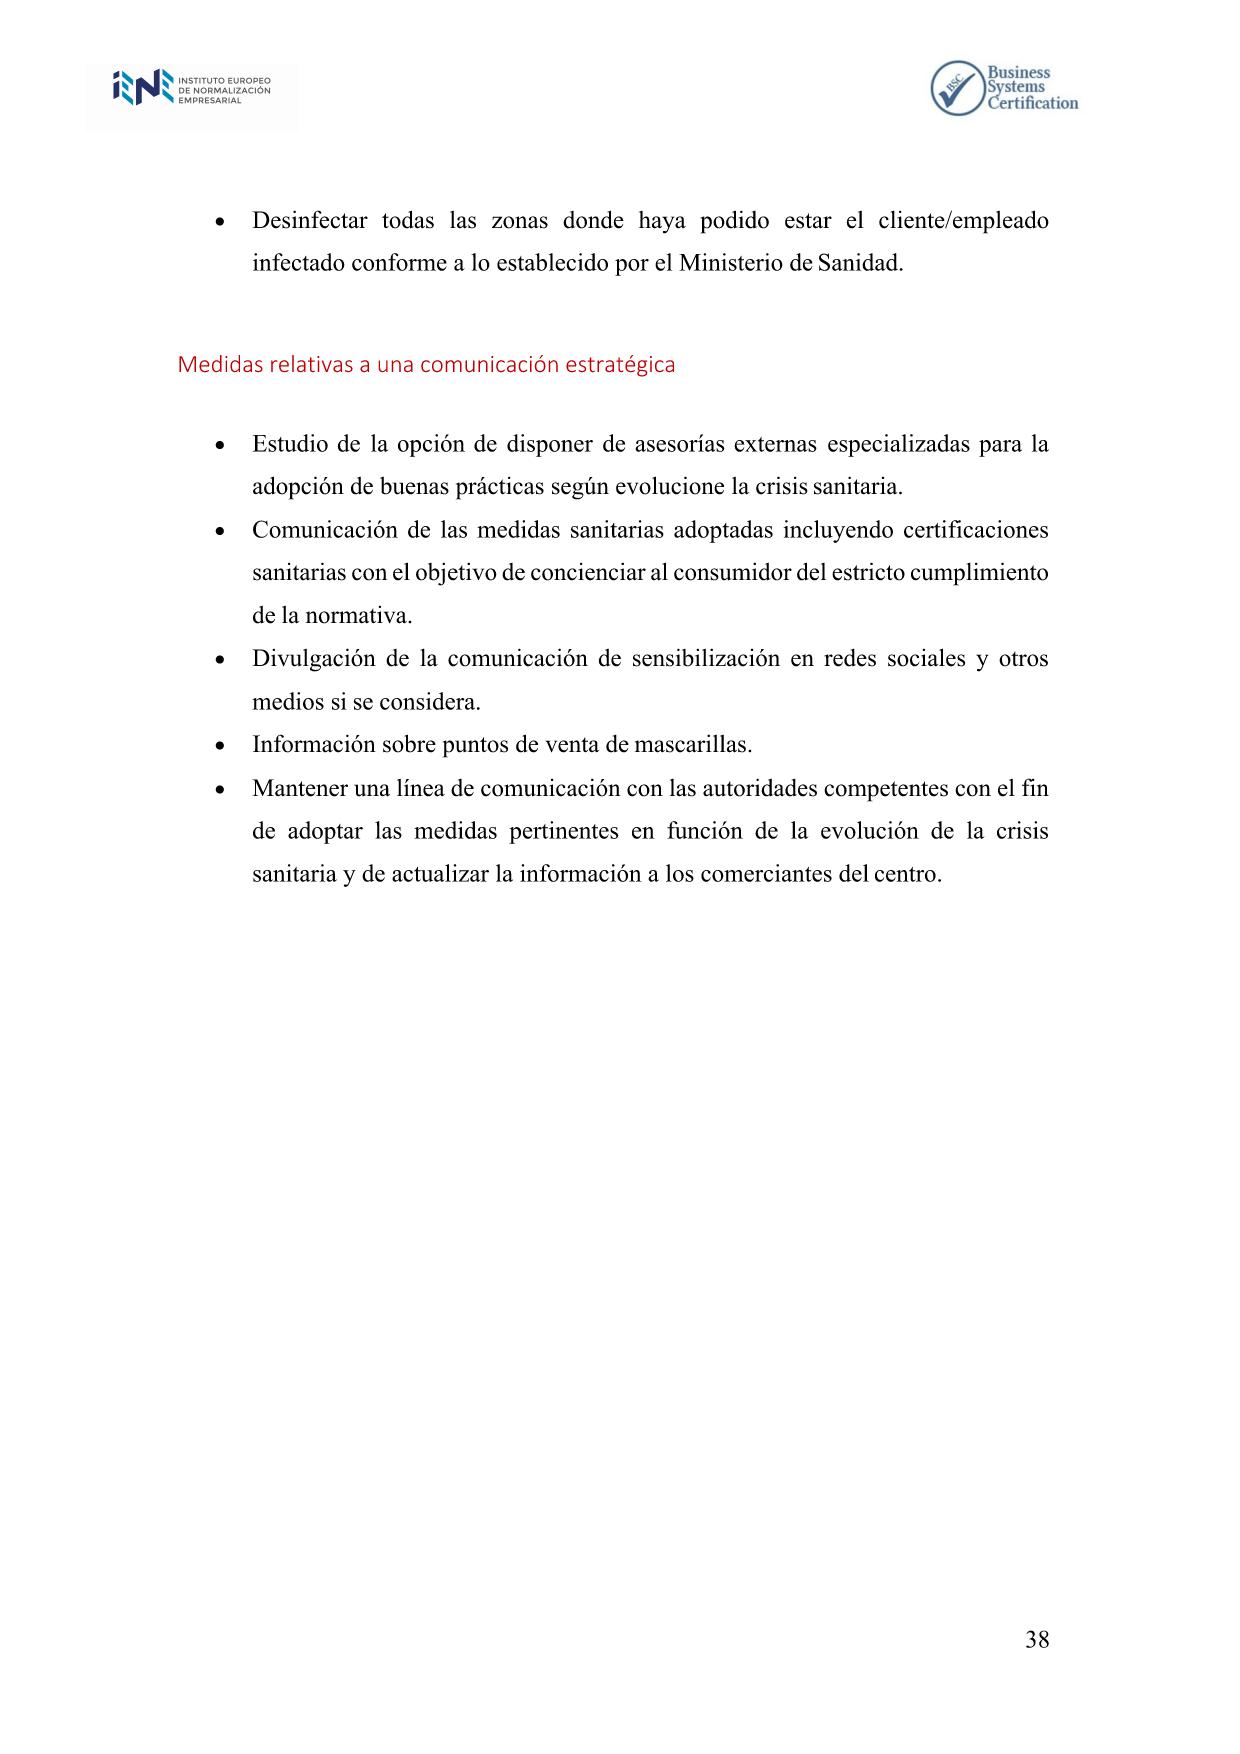 iENE INSTITUTO EUROPEO
DE NORMALIZACIÓN
EMPRESARIAL
BSC Business
Systems
Certification
• Desinfectar todas las zonas donde haya podido estar el cliente/empleado
infectado conforme a lo establecido por el Ministerio de Sanidad.
Medidas relativas a una comunicación estratégica
• Estudio de la opción de disponer de asesorías externas especializadas para la
adopción de buenas prácticas según evolucione la crisis sanitaria.
• Comunicación de las medidas sanitarias adoptadas incluyendo certificaciones
sanitarias con el objetivo de concienciar al consumidor del estricto cumplimiento
de la normativa.
• Divulgación de la comunicación de sensibilización en redes sociales y otros
medios si se considera.
• Información sobre puntos de venta de mascarillas.
• Mantener una línea de comunicación con las autoridades competentes con el fin
de adoptar las medidas pertinentes en función de la evolución de la crisis
sanitaria y de actualizar la información a los comerciantes del centro.
38